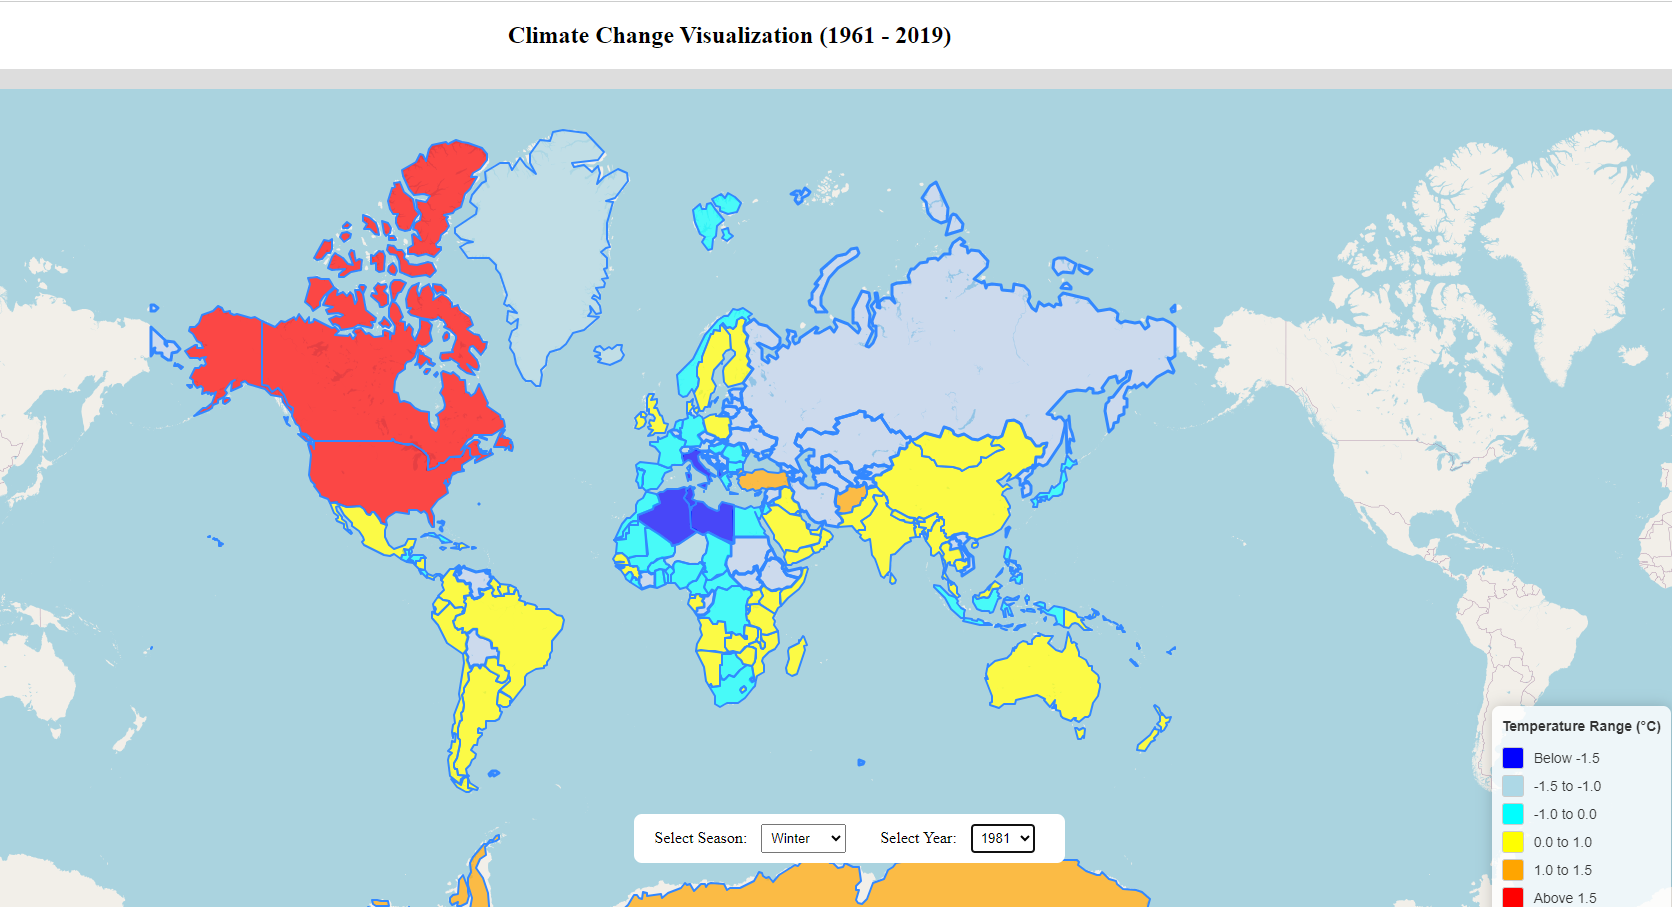 Climate Change Visualization (1961 - 2019)
Temperature Range (°C)
Below -1.5
-1.5 to -1.0
-1.0 to 0.0
0.0 to 1.0
1.0 to 1.5
Above 1.5
Select Season: Winter Select Year: 1981